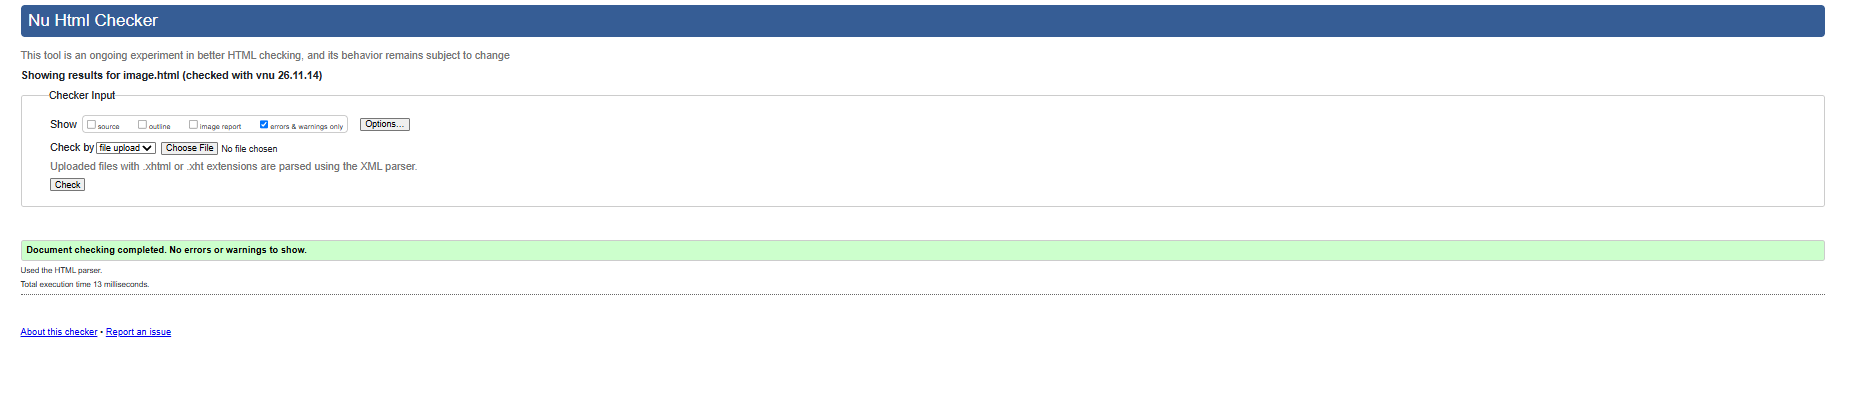 Nu Html Checker
This tool is an ongoing experiment in better HTML checking, and its behavior remains subject to change
Showing results for image.html (checked with vnu 26.11.14)
Checker Input
Show source outline image report errors & warnings only Options...
Check by file upload Choose File No file chosen
Uploaded files with .xhtml or .xht extensions are parsed using the XML parser.
Check
Document checking completed. No errors or warnings to show.
Used the HTML parser.
Total execution time 13 milliseconds.
About this checker • Report an issue